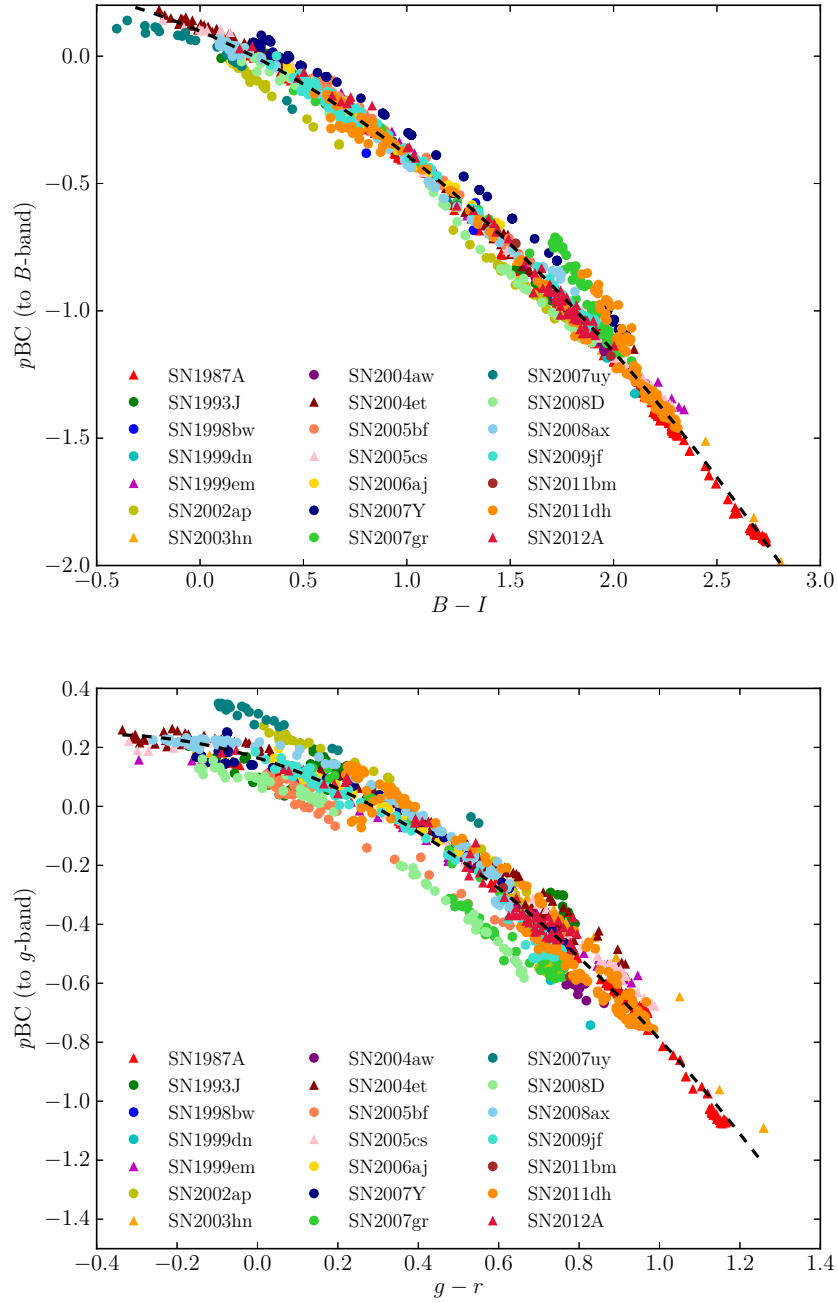 0.0
−0.5
−1.0
−1.5
−2.0
pBC (to B-band)
SN1987A SN2004aw SN2007uy
SN1993J SN2004et SN2008D
SN1998bw SN2005bf SN2008ax
SN1999dn SN2005cs SN2009jf
SN1999em SN2006aj SN2011bm
SN2002ap SN2007Y SN2011dh
SN2003hn SN2007gr SN2012A
−0.5 0.0 0.5 1.0 1.5 2.0 2.5 3.0
B − I
0.4
0.2
0.0
−0.2
−0.4
−0.6
−0.8
−1.0
−1.2
−1.4
pBC (to g-band)
SN1987A SN2004aw SN2007uy
SN1993J SN2004et SN2008D
SN1998bw SN2005bf SN2008ax
SN1999dn SN2005cs SN2009jf
SN1999em SN2006aj SN2011bm
SN2002ap SN2007Y SN2011dh
SN2003hn SN2007gr SN2012A
−0.4 −0.2 0.0 0.2 0.4 0.6 0.8 1.0 1.2 1.4
g − r